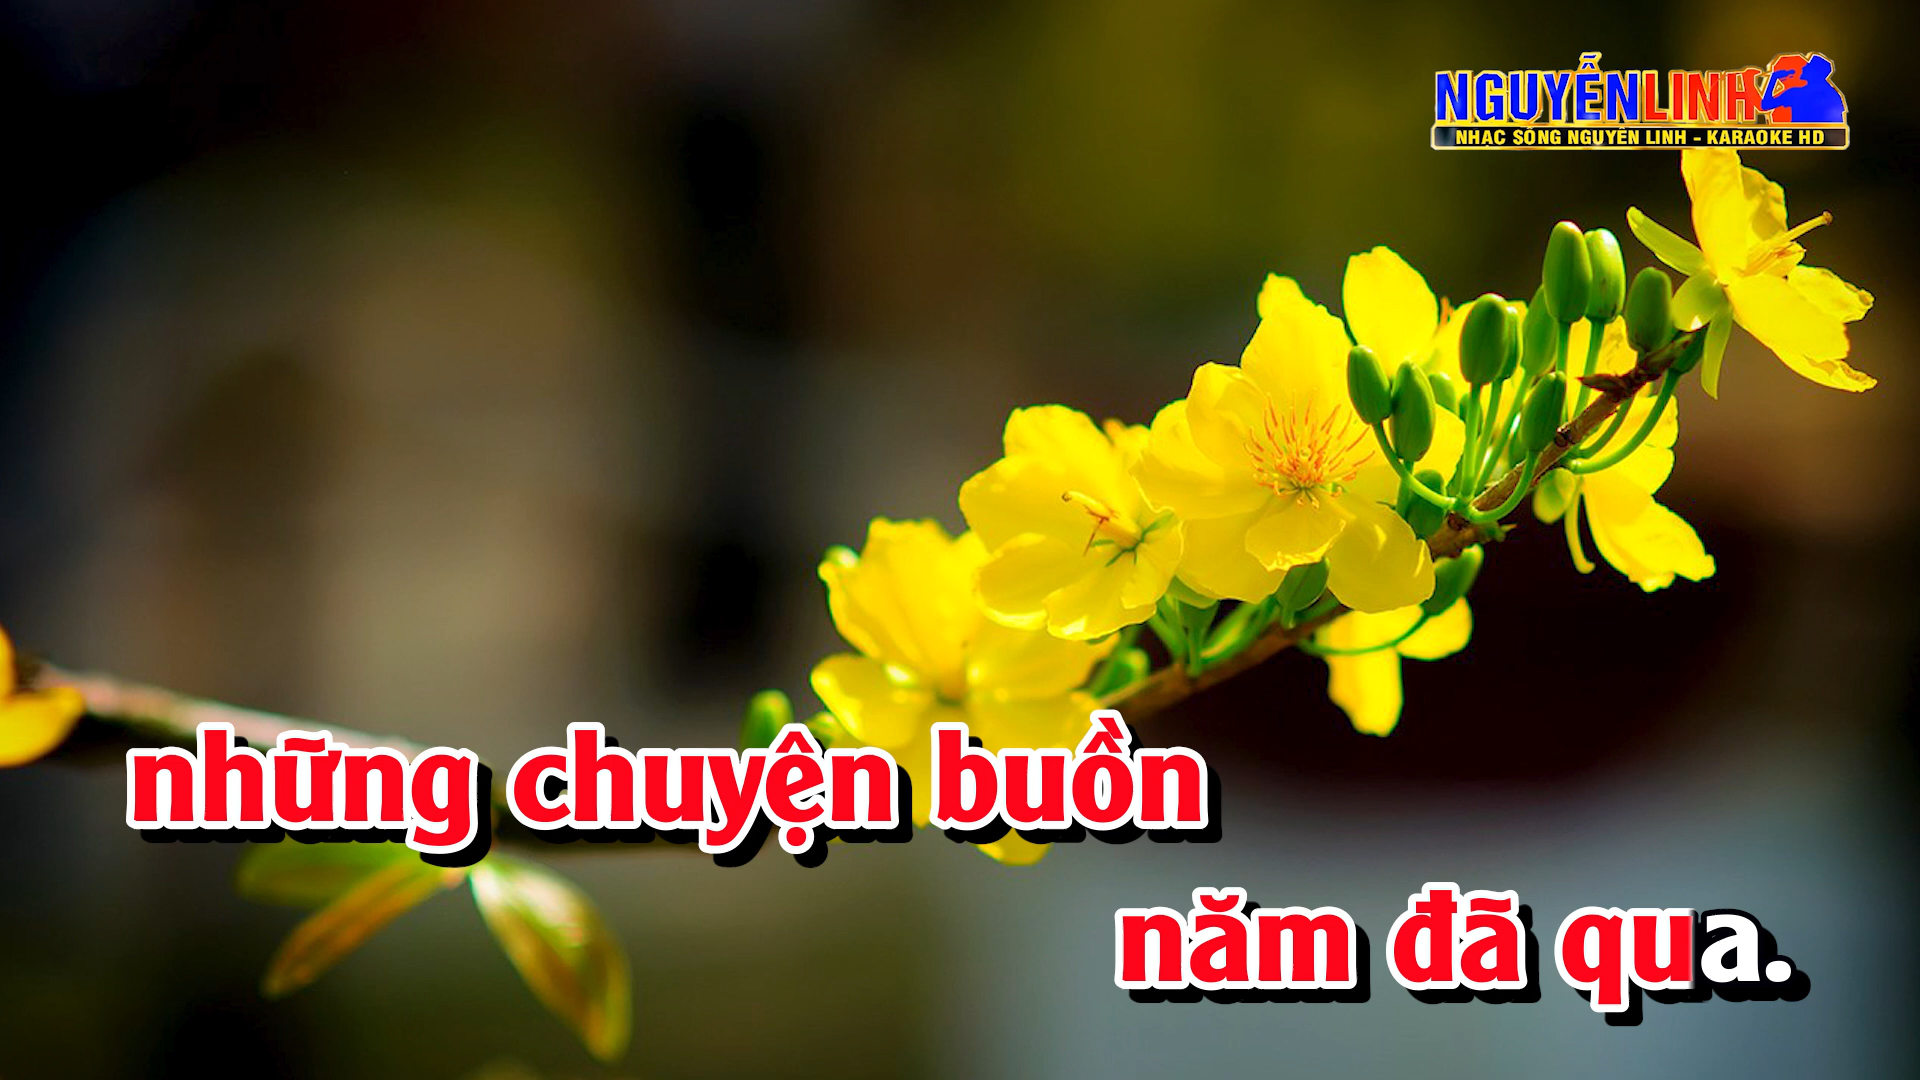 NGUYỄNLINH
NHẠC SỐNG NGUYỄN LINH - KARAOKE HD
những chuyện buồn
năm đã qua.